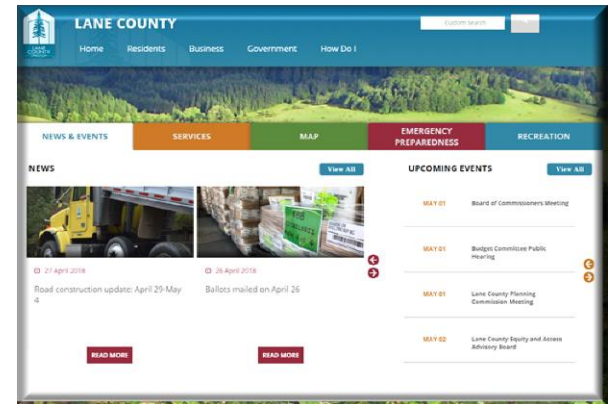 LANE COUNTY
Custom Search
Home Residents Business Government How Do I
LANE
COUNTY
NEWS & EVENTS
SERVICES
MAP
EMERGENCY
PREPAREDNESS
RECREATION
NEWS
View All
27 April 2018
Road construction update: April 29-May
4
READ MORE
26 April 2018
Ballots mailed on April 26
READ MORE
UPCOMING EVENTS
View All
MAY 01
Board of Commissioners Meeting
MAY 01
Budget Committee Public
Hearing
MAY 01
Lane County Planning
Commission Meeting
MAY 02
Lane County Equity and Access
Advisory Board